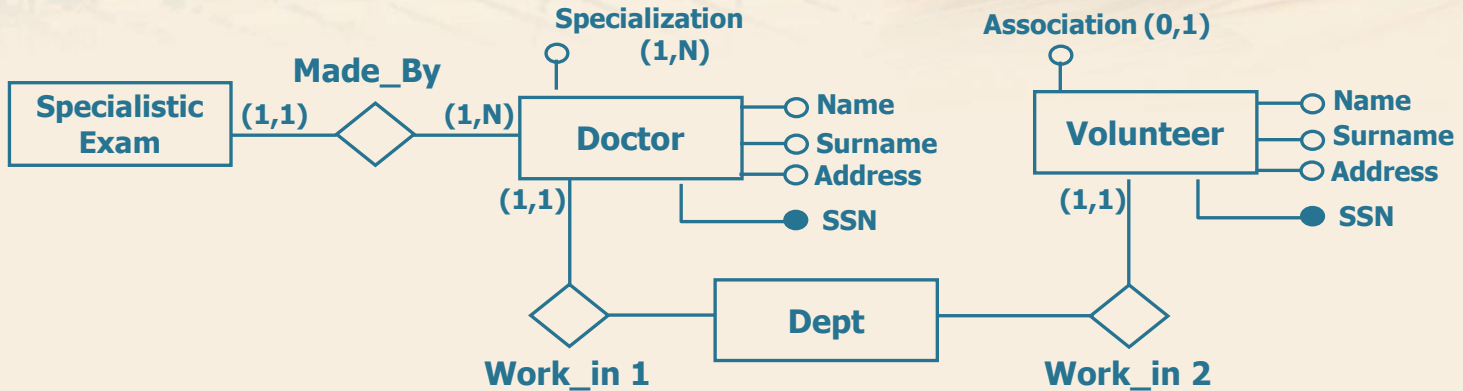 Specialization
(1,N)
Association (0,1)
Made_By
Specialistic
Exam
(1,1)
(1,N)
Doctor
Name
Surname
Address
SSN
(1,1)
Volunteer
Name
Surname
Address
SSN
(1,1)
Dept
Work_in 1
Work_in 2